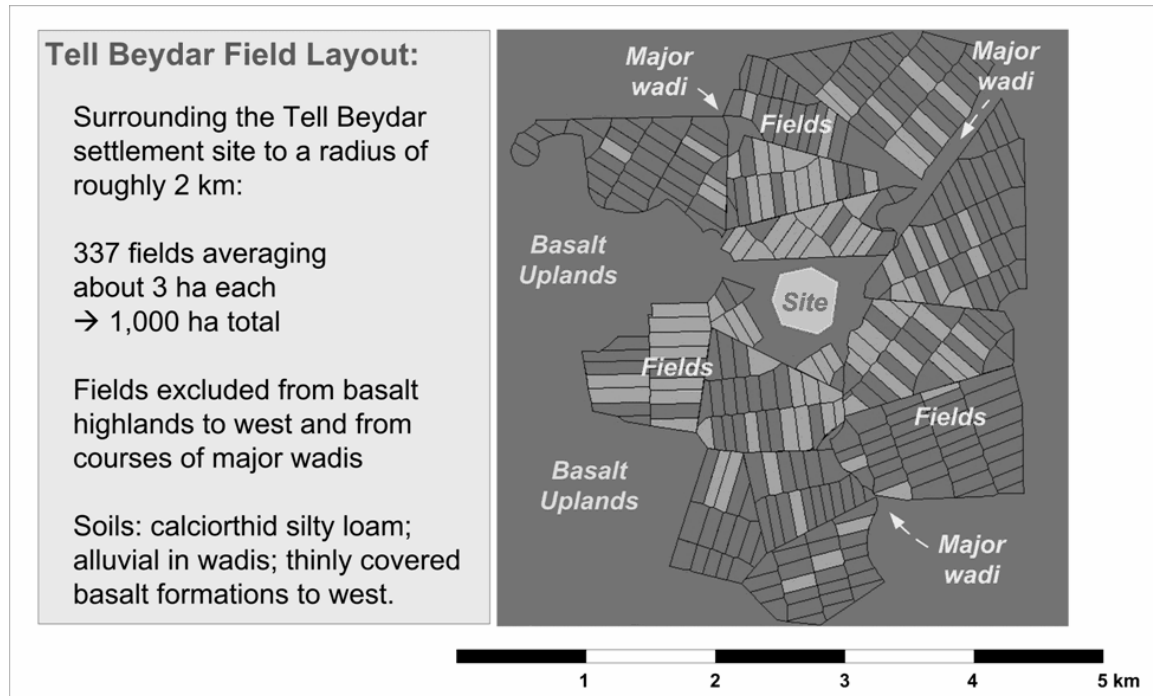 Tell Beydar Field Layout:
Surrounding the Tell Beydar
settlement site to a radius of
roughly 2 km:
337 fields averaging
about 3 ha each
→ 1,000 ha total
Fields excluded from basalt
highlands to west and from
courses of major wadis
Soils: calciorthid silty loam;
alluvial in wadis; thinly covered
basalt formations to west.
Major
wadi
Major
wadi
Fields
Basalt
Uplands
Site
Fields
Fields
Basalt
Uplands
Major
wadi
1
2
3
4
5 km